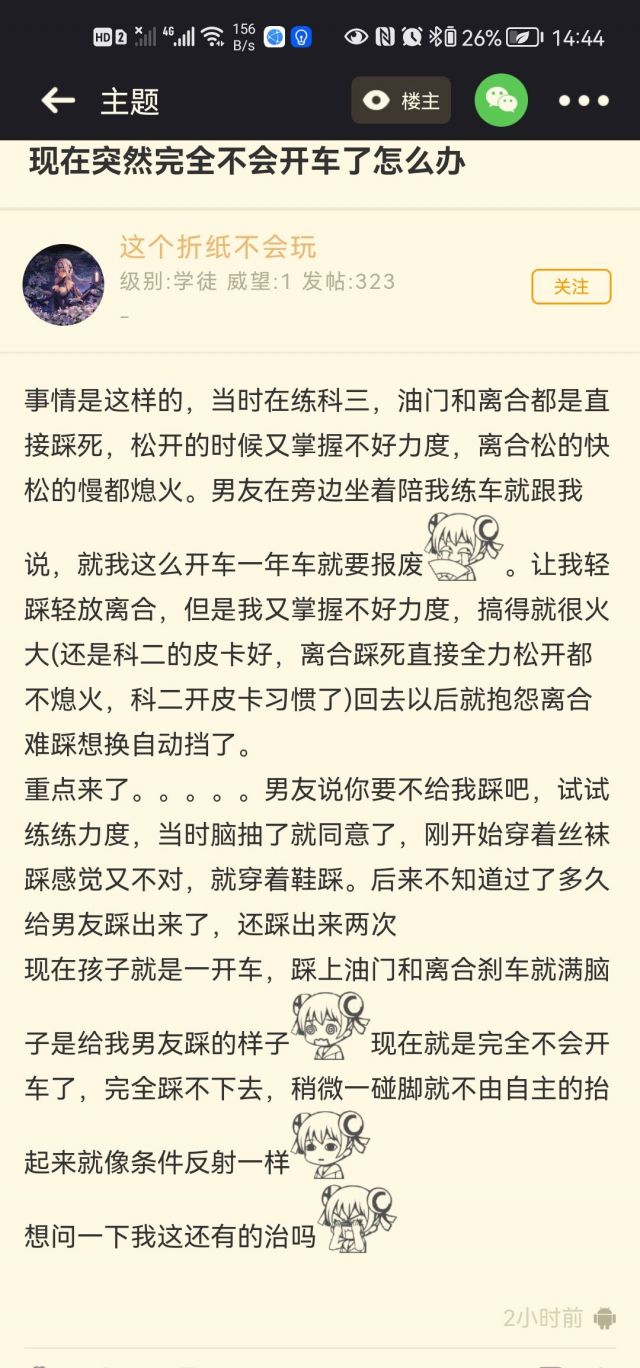 HD 2 4G 156 B/s 26% 14:44
主题 楼主
现在突然完全不会开车了怎么办
这个折纸不会玩
级别:学徒 威望:1 发帖:323
关注
-
事情是这样的，当时在练科三，油门和离合都是直
接踩死，松开的时候又掌握不好力度，离合松的快
松的慢都熄火。男友在旁边坐着陪我练车就跟我
说，就我这么开车一年车就要报废。让我轻
踩轻放离合，但是我又掌握不好力度，搞得就很火
大(还是科二的皮卡好，离合踩死直接全力松开都
不熄火，科二开皮卡习惯了)回去以后就抱怨离合
难踩想换自动挡了。
重点来了。。。。。男友说你要不给我踩吧，试试
练练力度，当时脑抽了就同意了，刚开始穿着丝袜
踩感觉又不对，就穿着鞋踩。后来不知道过了多久
给男友踩出来了，还踩出来两次
现在孩子就是一开车，踩上油门和离合刹车就满脑
子是给我男友踩的样子 现在就是完全不会开
车了，完全踩不下去，稍微一碰脚就不由自主的抬
起来就像条件反射一样
想问一下我这还有的治吗
2小时前